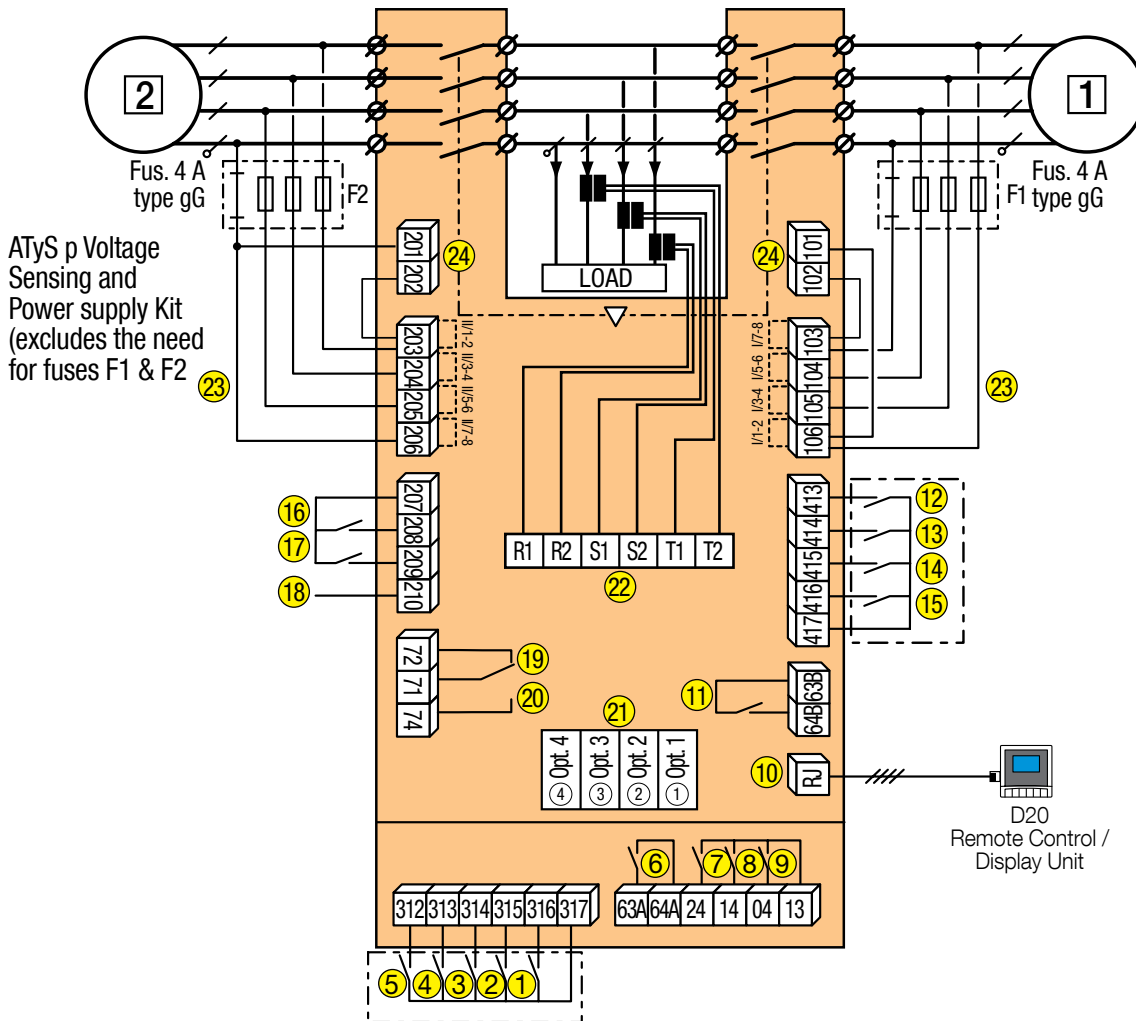 2
1
Fus. 4 A
type gG
F2
Fus. 4 A
F1 type gG
ATyS p Voltage
Sensing and
Power supply Kit
(excludes the need
for fuses F1 & F2
201
202
24
LOAD
24
101
102
203
204
205
206
II/1-2
II/3-4
II/5-6
II/7-8
23
I/7-8
I/5-6
I/3-4
I/1-2
103
104
105
106
23
16
17
18
207
208
209
210
R1 R2 S1 S2 T1 T2
22
413
414
415
416
417
12
13
14
15
72
71
74
19
20
11
63B
64B
21
4 Opt. 4
3 Opt. 3
2 Opt. 2
1 Opt. 1
10
RJ
D20
Remote Control /
Display Unit
6
7
8
9
312 313 314 315 316 317
63A 64A 24 14 04 13
5 4 3 2 1